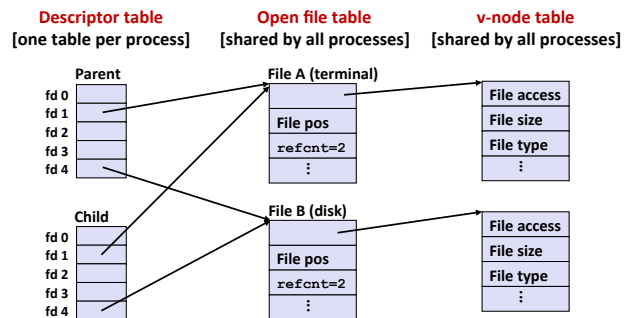 Descriptor table
[one table per process]
Open file table
[shared by all processes]
v-node table
[shared by all processes]
Parent
fd 0
fd 1
fd 2
fd 3
fd 4
File A (terminal)
File pos
refcnt=2
⋮
File access
File size
File type
⋮
Child
fd 0
fd 1
fd 2
fd 3
fd 4
File B (disk)
File pos
refcnt=2
⋮
File access
File size
File type
⋮